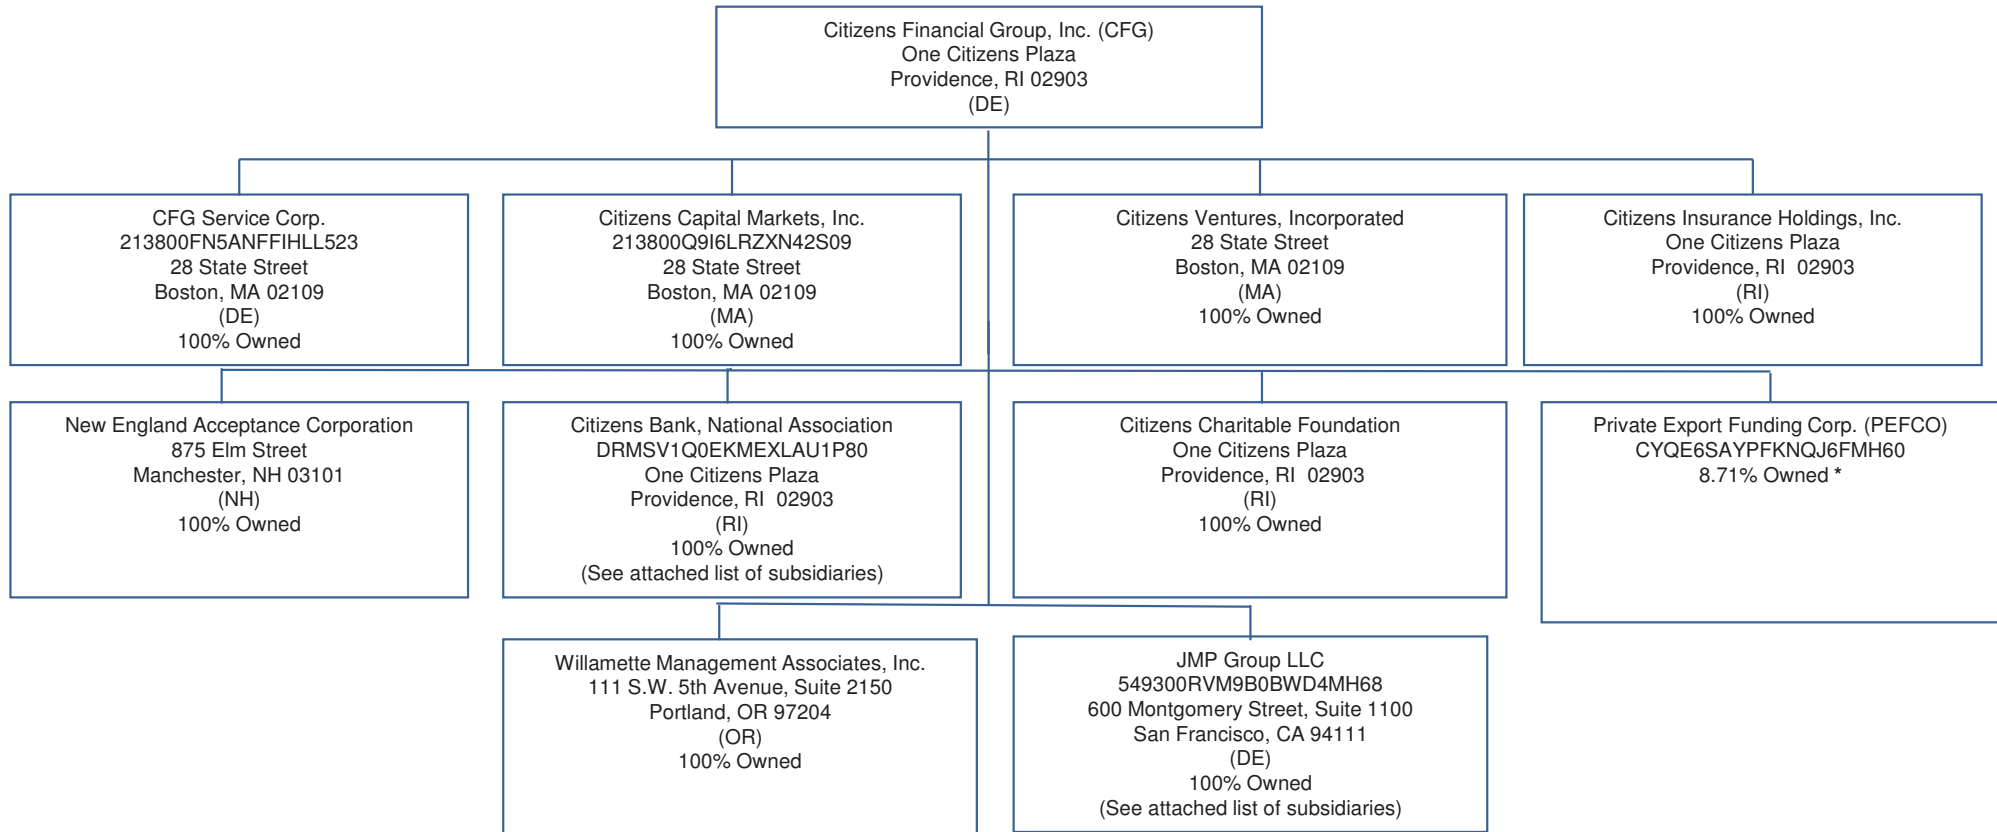 Citizens Financial Group, Inc. (CFG)
One Citizens Plaza
Providence, RI 02903
(DE)
CFG Service Corp.
213800FN5ANFFIHLL523
28 State Street
Boston, MA 02109
(DE)
100% Owned
Citizens Capital Markets, Inc.
213800Q9I6LRZXN42S09
28 State Street
Boston, MA 02109
(MA)
100% Owned
Citizens Ventures, Incorporated
28 State Street
Boston, MA 02109
(MA)
100% Owned
Citizens Insurance Holdings, Inc.
One Citizens Plaza
Providence, RI 02903
(RI)
100% Owned
New England Acceptance Corporation
875 Elm Street
Manchester, NH 03101
(NH)
100% Owned
Citizens Bank, National Association
DRMSV1Q0EKMEXLAU1P80
One Citizens Plaza
Providence, RI 02903
(RI)
100% Owned
(See attached list of subsidiaries)
Citizens Charitable Foundation
One Citizens Plaza
Providence, RI 02903
(RI)
100% Owned
Private Export Funding Corp. (PEFCO)
CYQE6SAYPFKNQJ6FMH60
8.71% Owned *
Willamette Management Associates, Inc.
111 S.W. 5th Avenue, Suite 2150
Portland, OR 97204
(OR)
100% Owned
JMP Group LLC
549300RVM9B0BWD4MH68
600 Montgomery Street, Suite 1100
San Francisco, CA 94111
(DE)
100% Owned
(See attached list of subsidiaries)